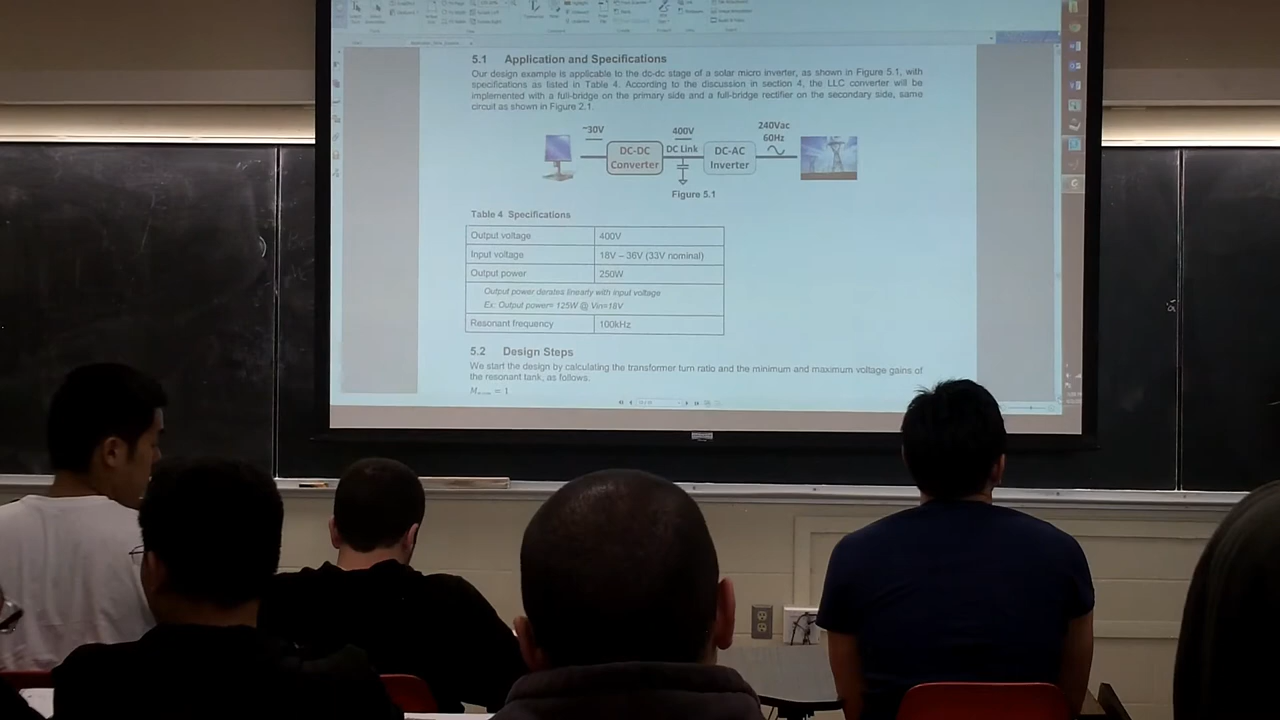 5.1 Application and Specifications
Our design example is applicable to the dc-dc stage of a solar micro inverter, as shown in Figure 5.1, with
specifications as listed in Table 4. According to the discussion in section 4, the LLC converter will be
implemented with a full-bridge on the primary side and a full-bridge rectifier on the secondary side, same
circuit as shown in Figure 2.1.
~30V
400V
240Vac
60Hz
DC-DC
Converter
DC Link
DC-AC
Inverter
Figure 5.1
Table 4 Specifications
Output voltage 400V
Input voltage 18V – 36V (33V nominal)
Output power 250W
Output power derates linearly with input voltage
Ex: Output power= 125W @ Vin=18V
Resonant frequency 100kHz
5.2 Design Steps
We start the design by calculating the transformer turn ratio and the minimum and maximum voltage gains of
the resonant tank, as follows.